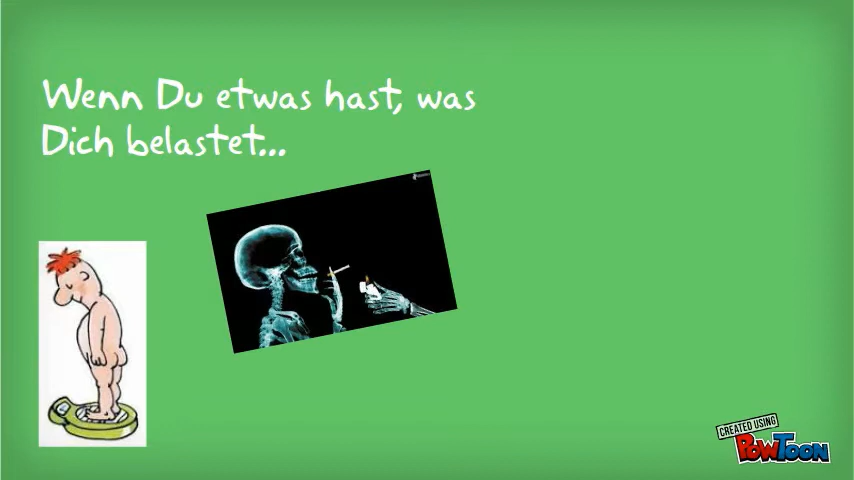 Wenn Du etwas hast, was
Dich belastet...
CREATED USING
POWTOON